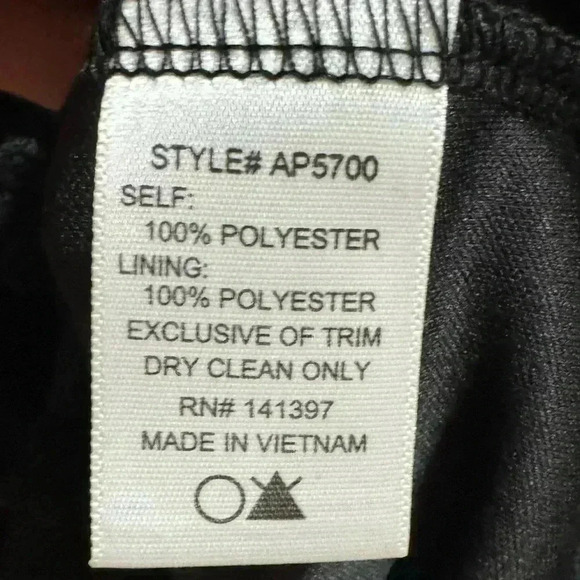 STYLE# AP5700
SELF:
100% POLYESTER
LINING:
100% POLYESTER
EXCLUSIVE OF TRIM
DRY CLEAN ONLY
RN# 141397
MADE IN VIETNAM